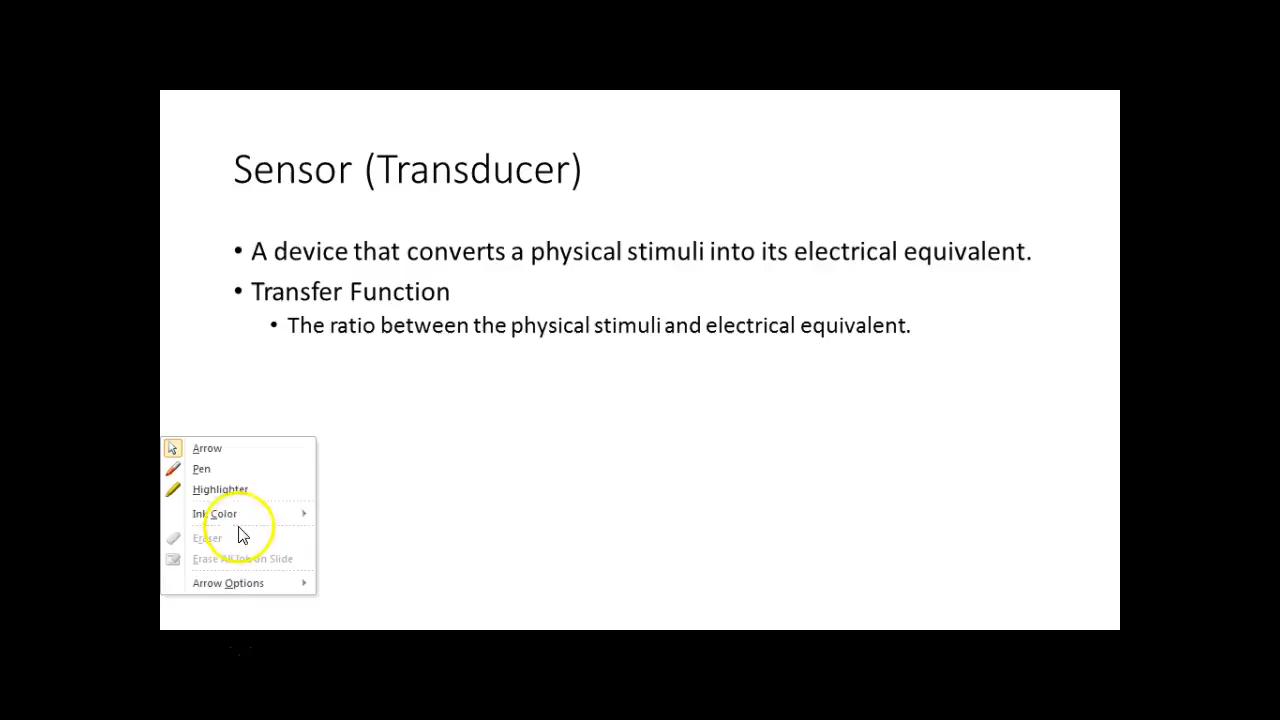 Sensor (Transducer)
• A device that converts a physical stimuli into its electrical equivalent.
• Transfer Function
• The ratio between the physical stimuli and electrical equivalent.
Arrow
Pen
Highlighter
Ink Color
Eraser
Erase All Ink on Slide
Arrow Options